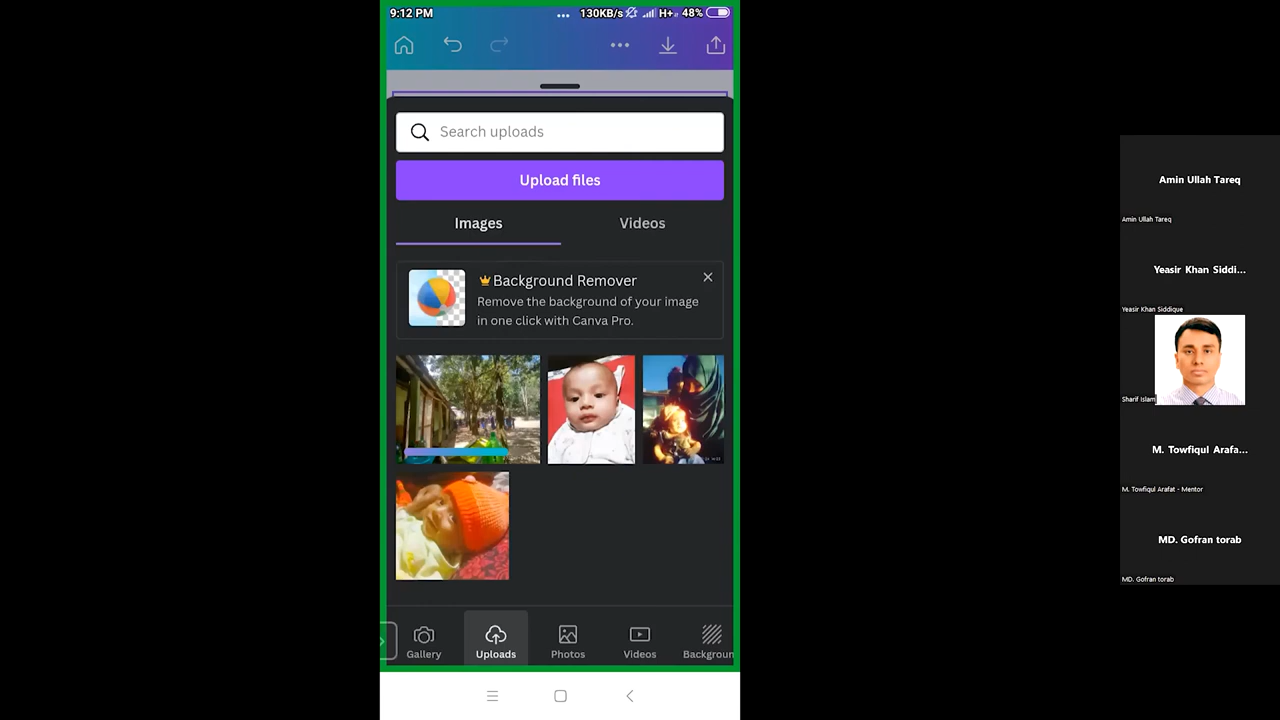 9:12 PM
130KB/s
H+
48%
Search uploads
Upload files
Images
Videos
Background Remover
Remove the background of your image
in one click with Canva Pro.
Gallery
Uploads
Photos
Videos
Backgroun
Amin Ullah Tareq
Amin Ullah Tareq
Yeasir Khan Siddi...
Yeasir Khan Siddique
Sharif Islam
M. Towfiqul Arafa...
M. Towfiqul Arafat - Mentor
MD. Gofran torab
MD. Gofran torab